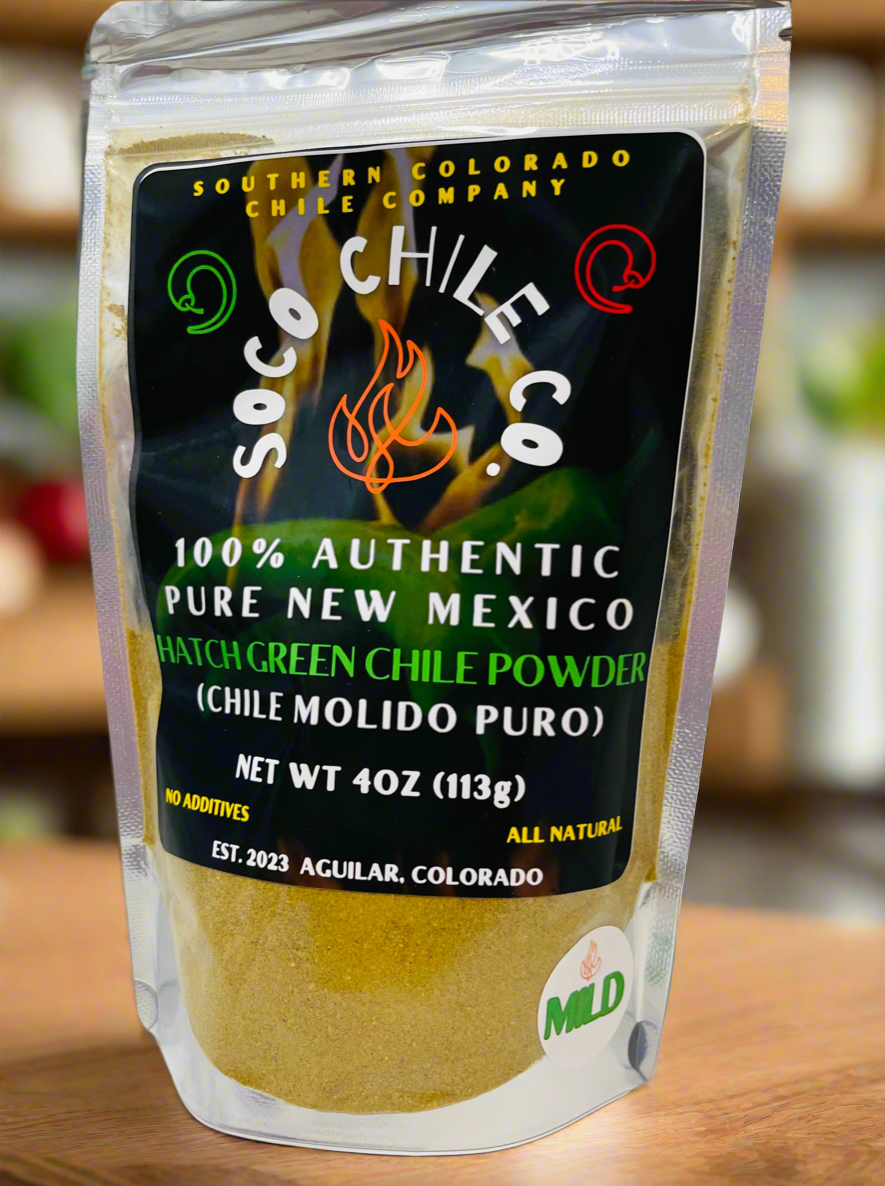 SOUTHERN COLORADO
CHILE COMPANY
SOCO CHILE CO.
100% AUTHENTIC
PURE NEW MEXICO
HATCH GREEN CHILE POWDER
(CHILE MOLIDO PURO)
NET WT 4OZ (113g)
NO ADDITIVES
ALL NATURAL
EST. 2023 AGUILAR, COLORADO
MILD